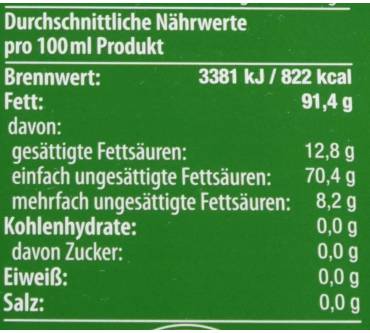 Durchschnittliche Nährwerte
pro 100 ml Produkt
Brennwert: 3381 kJ / 822 kcal
Fett: 91,4 g
davon:
gesättigte Fettsäuren: 12,8 g
einfach ungesättigte Fettsäuren: 70,4 g
mehrfach ungesättigte Fettsäuren: 8,2 g
Kohlenhydrate: 0,0 g
davon Zucker: 0,0 g
Eiweiß: 0,0 g
Salz: 0,0 g